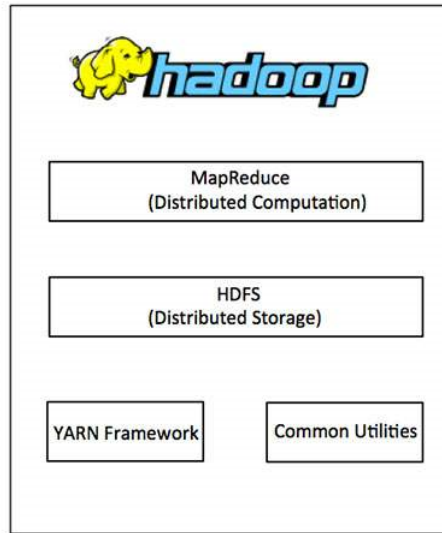 hadoop
MapReduce
(Distributed Computation)
HDFS
(Distributed Storage)
YARN Framework
Common Utilities